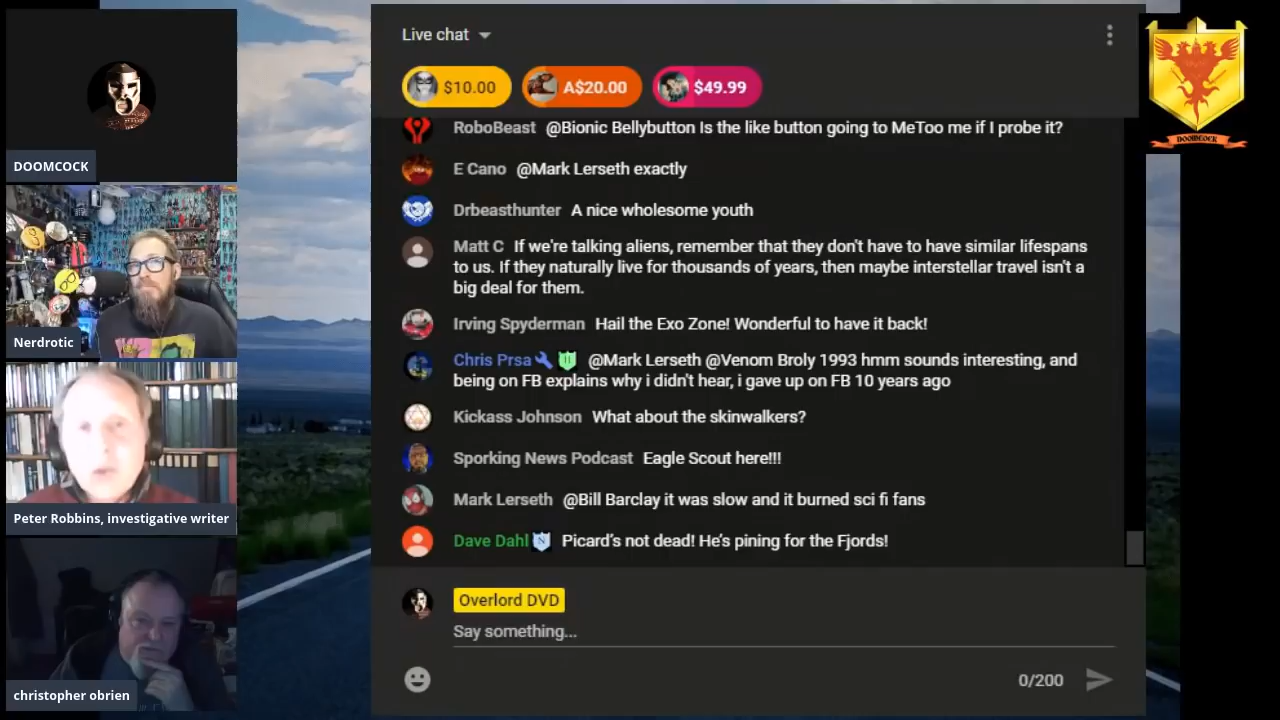 Live chat
$10.00
A$20.00
$49.99
RoboBeast @Bionic Bellybutton Is the like button going to MeToo me if I probe it?
E Cano @Mark Lerseth exactly
Drbeasthunter A nice wholesome youth
Matt C If we're talking aliens, remember that they don't have to have similar lifespans
to us. If they naturally live for thousands of years, then maybe interstellar travel isn't a
big deal for them.
Irving Spyderman Hail the Exo Zone! Wonderful to have it back!
Chris Prsa @Mark Lerseth @Venom Broly 1993 hmm sounds interesting, and
being on FB explains why i didn't hear, i gave up on FB 10 years ago
Kickass Johnson What about the skinwalkers?
Sporking News Podcast Eagle Scout here!!!
Mark Lerseth @Bill Barclay it was slow and it burned sci fi fans
Dave Dahl Picard's not dead! He's pining for the Fjords!
Overlord DVD
Say something...
0/200
DOOMCOCK
Nerdrotic
Peter Robbins, investigative writer
christopher obrien
DOOMCOCK